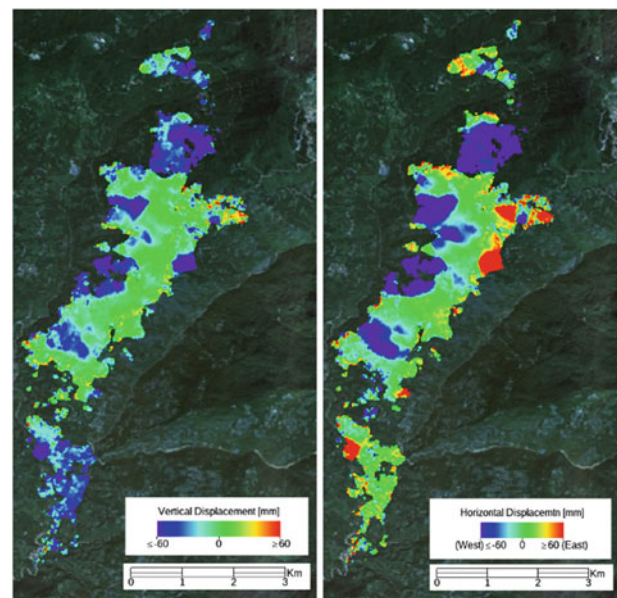 Vertical Displacement [mm]
≤-60 0 ≥60
0 1 2 3
Km
Horizontal Displacemtn [mm]
(West) ≤-60 0 ≥60 (East)
0 1 2 3
Km